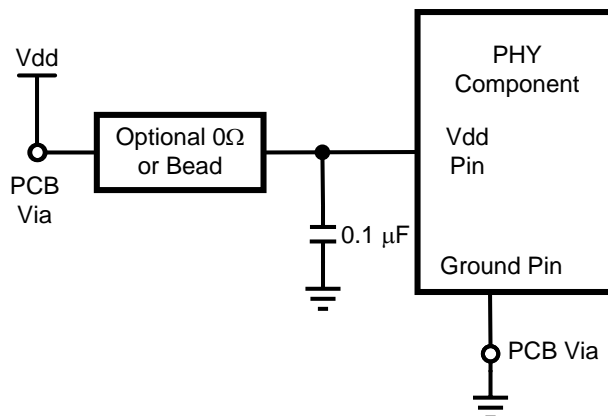 Vdd
PHY
Component
Optional 0Ω
or Bead
Vdd
Pin
PCB
Via
0.1 μF
Ground Pin
PCB Via